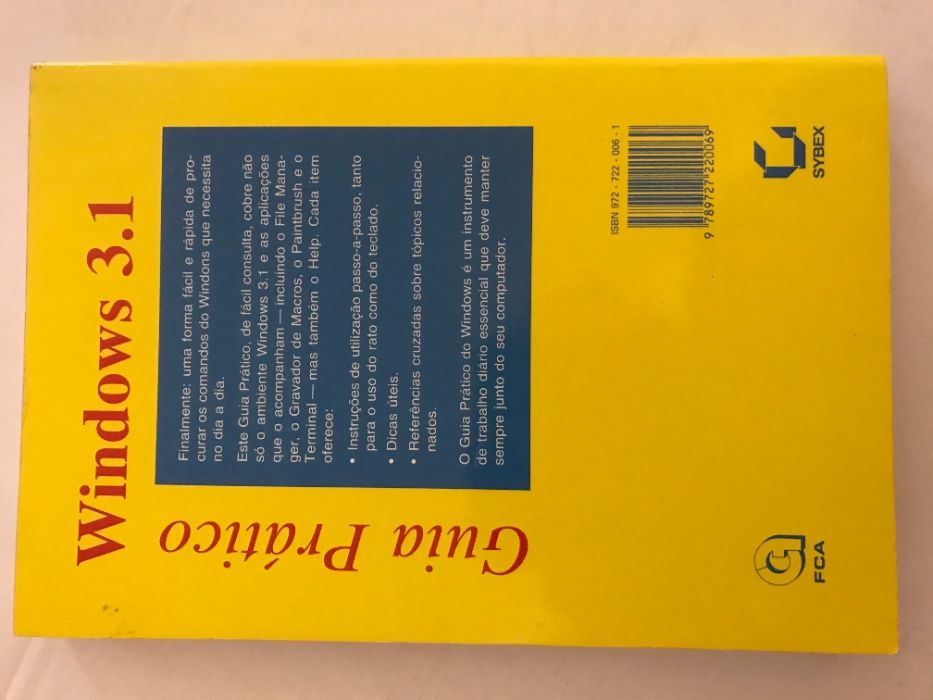 Windows 3.1
Guia Prático
Finalmente: uma forma fácil e rápida de pro-
curar os comandos do Windons que necessita
no dia a dia.
Este Guia Prático, de fácil consulta, cobre não
só o ambiente Windows 3.1 e as aplicações
que o acompanham — incluindo o File Mana-
ger, o Gravador de Macros, o Paintbrush e o
Terminal — mas também o Help. Cada item
oferece:
• Instruções de utilização passo-a-passo, tanto
para o uso do rato como do teclado.
• Dicas úteis.
• Referências cruzadas sobre tópicos relacio-
nados.
O Guia Prático do Windows é um instrumento
de trabalho diário essencial que deve manter
sempre junto do seu computador.
ISBN 972 - 722 - 006 - 1
9 789727 220069
FCA
SYBEX